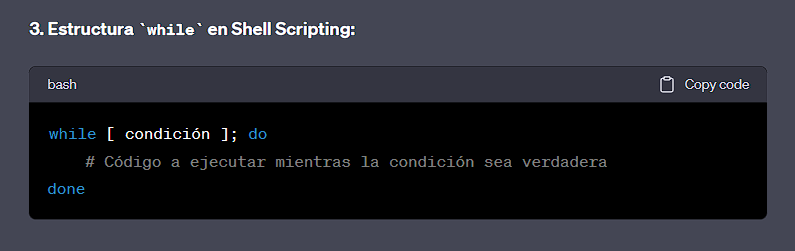 3. Estructura `while` en Shell Scripting:
bash Copy code
while [ condición ]; do
    # Código a ejecutar mientras la condición sea verdadera
done